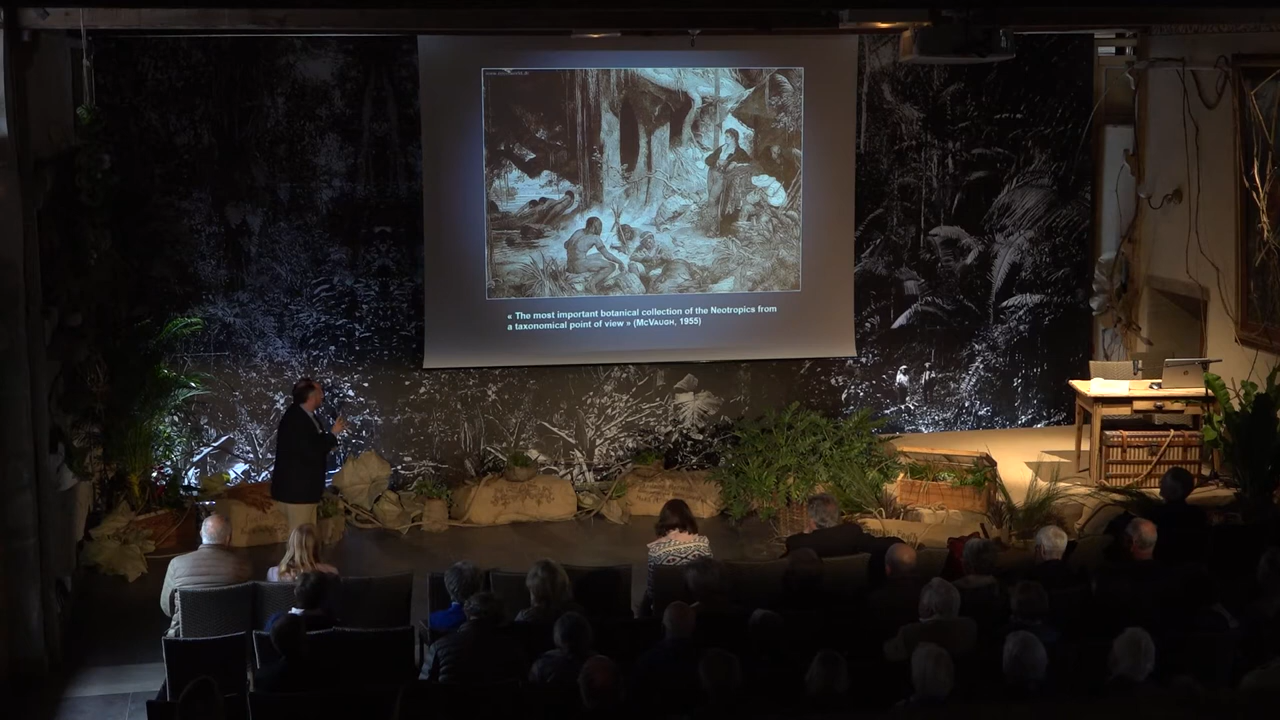 « The most important botanical collection of the Neotropics from
a taxonomical point of view » (MCVAUGH, 1955)